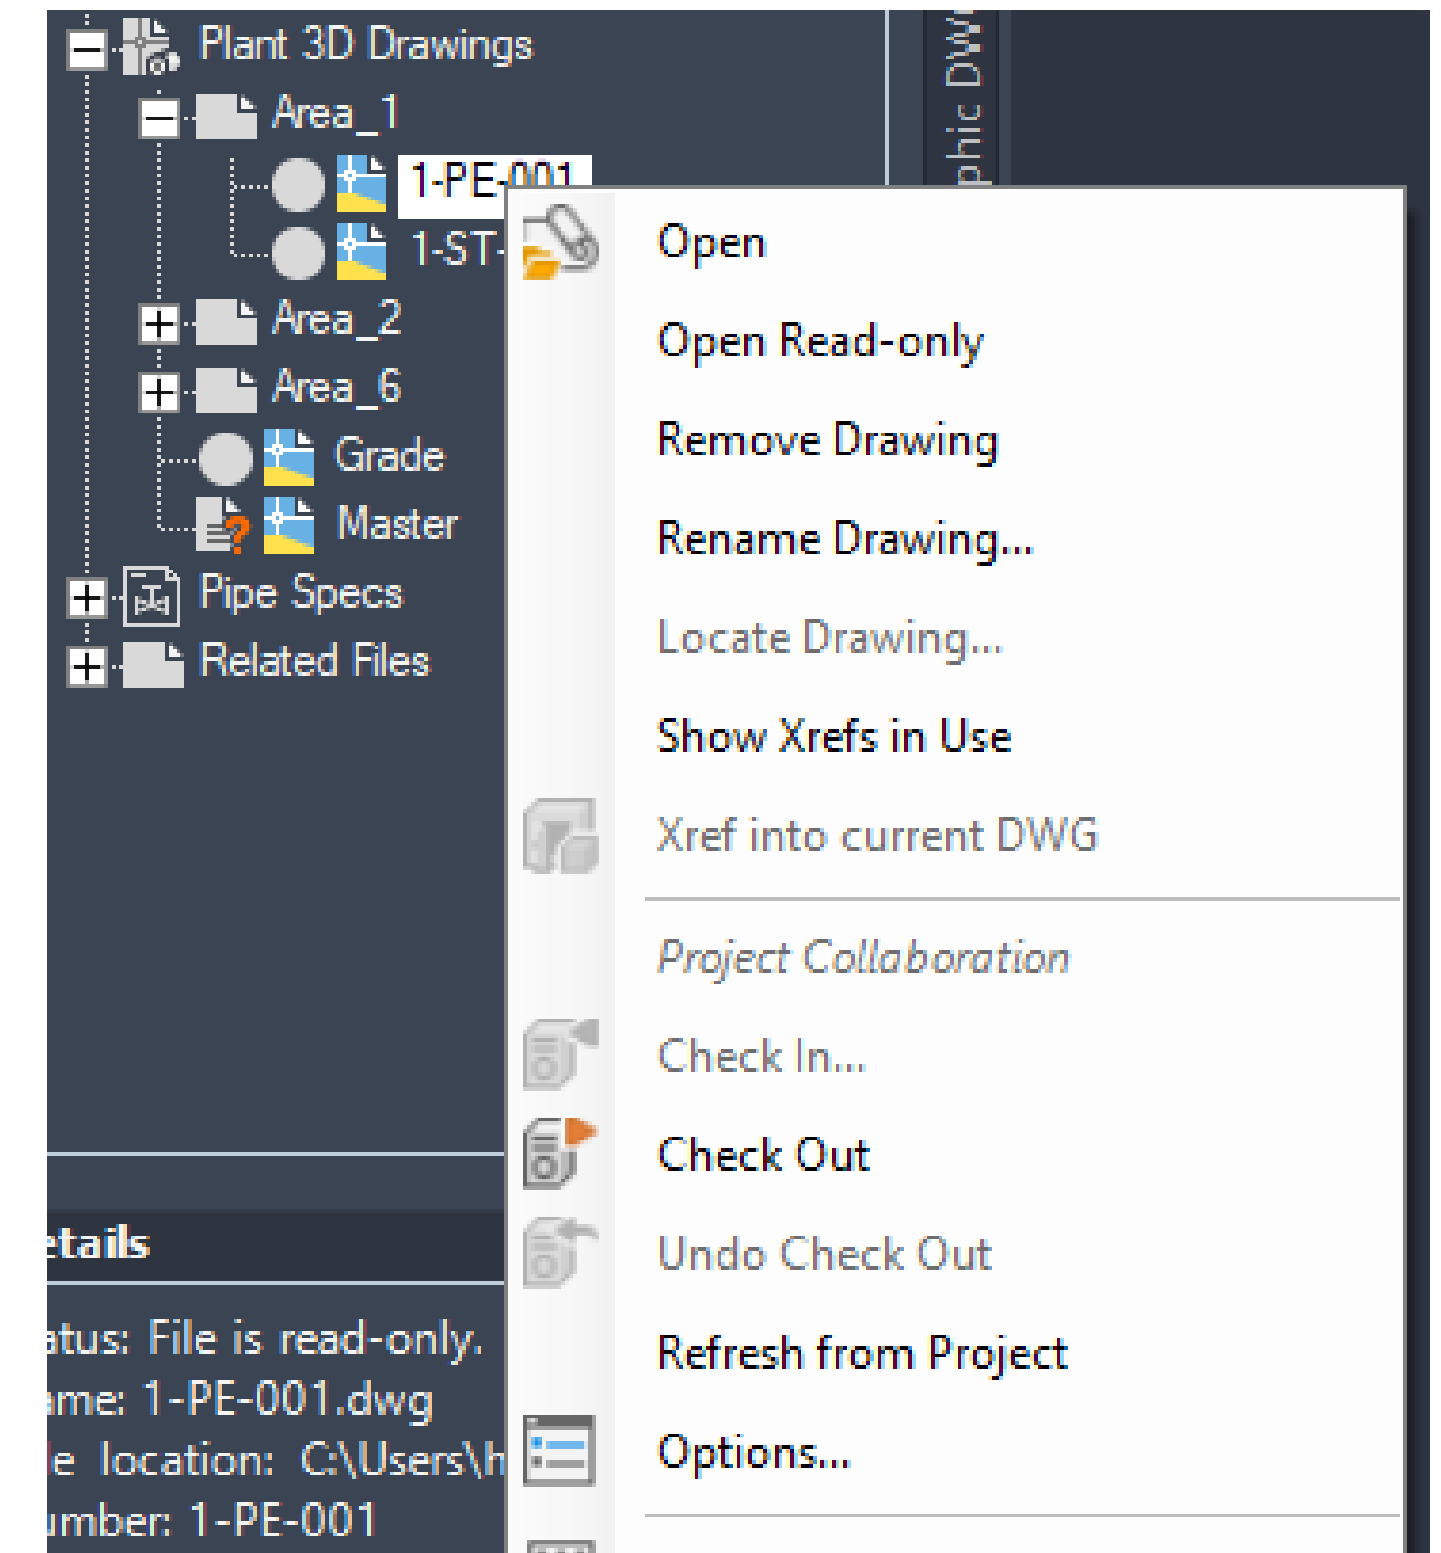 Plant 3D Drawings
Area_1
1-PE-001
1-ST-
Area_2
Area_6
Grade
Master
Pipe Specs
Related Files
phic DW
Open
Open Read-only
Remove Drawing
Rename Drawing...
Locate Drawing...
Show Xrefs in Use
Xref into current DWG
Project Collaboration
Check In...
Check Out
Undo Check Out
Refresh from Project
Options...
etails
atus: File is read-only.
ame: 1-PE-001.dwg
le location: C:\Users\h
umber: 1-PE-001